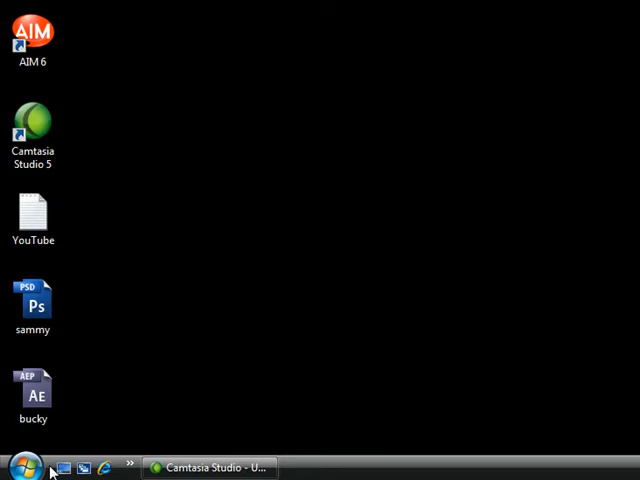 AIM
AIM 6
Camtasia
Studio 5
YouTube
PSD
Ps
sammy
AEP
Ae
bucky
Camtasia Studio - U...